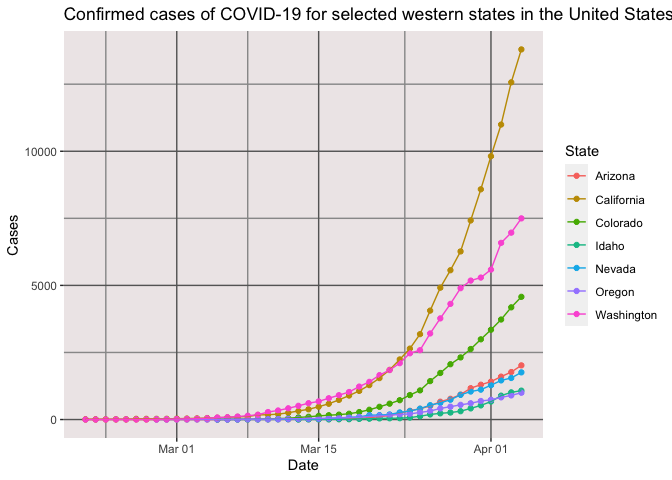 Confirmed cases of COVID-19 for selected western states in the United States
Cases
10000
5000
0
Mar 01
Mar 15
Apr 01
Date
State
Arizona
California
Colorado
Idaho
Nevada
Oregon
Washington